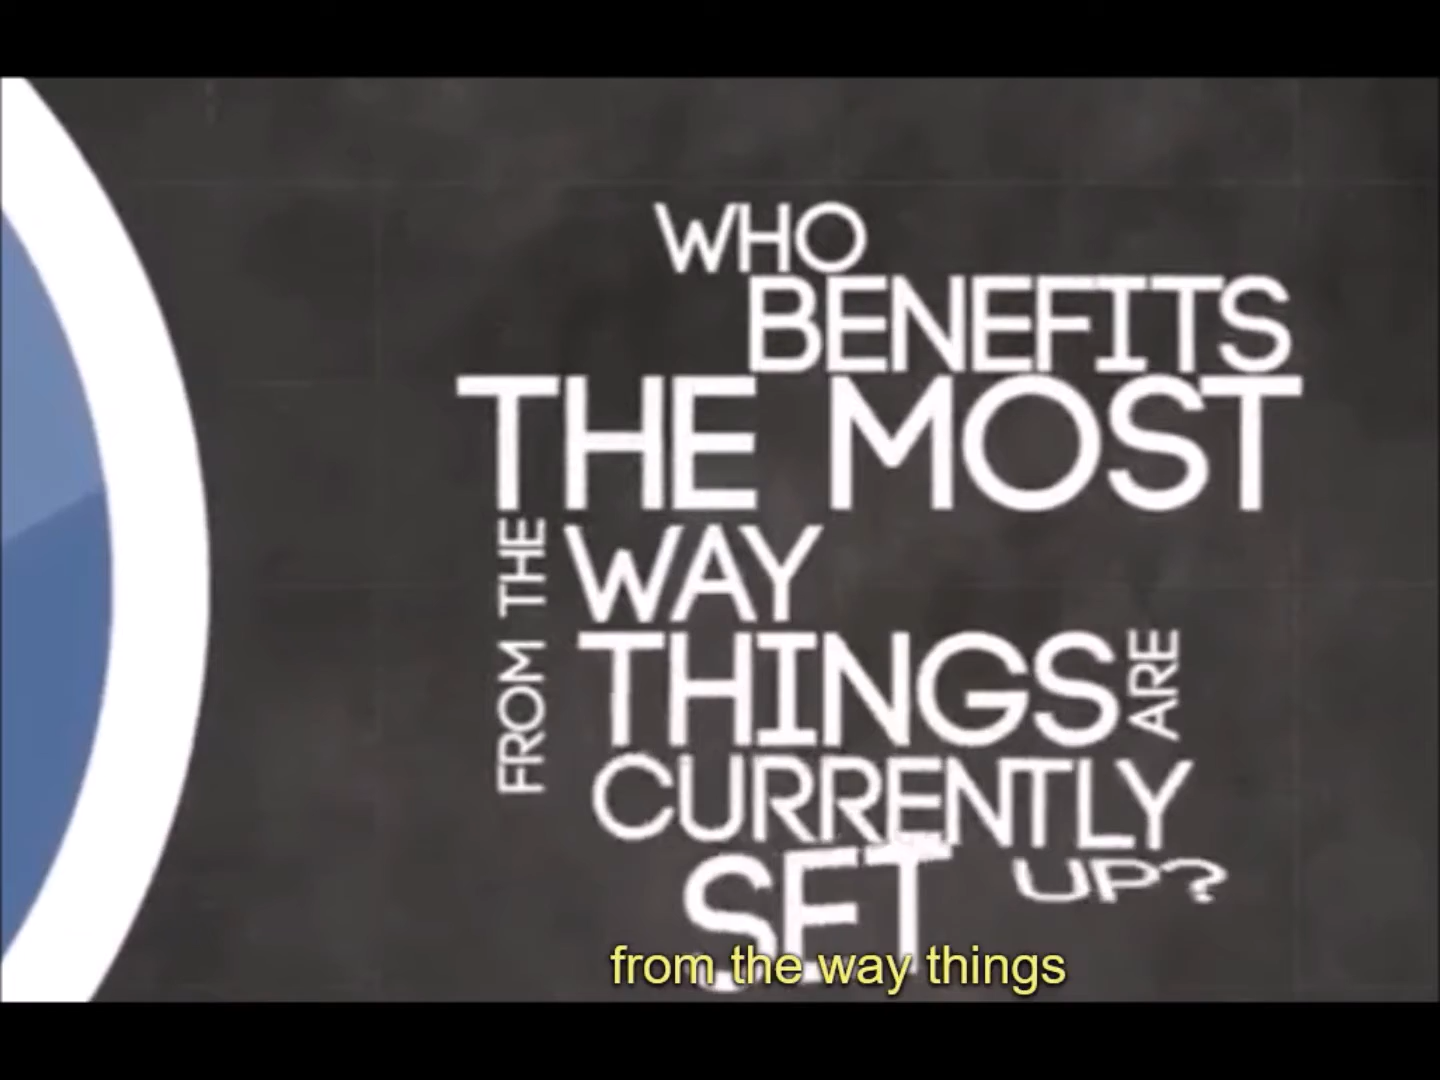 WHO
BENEFITS
THE MOST
FROM THE
WAY
THINGS
ARE
CURRENTLY
SET
UP?
from the way things